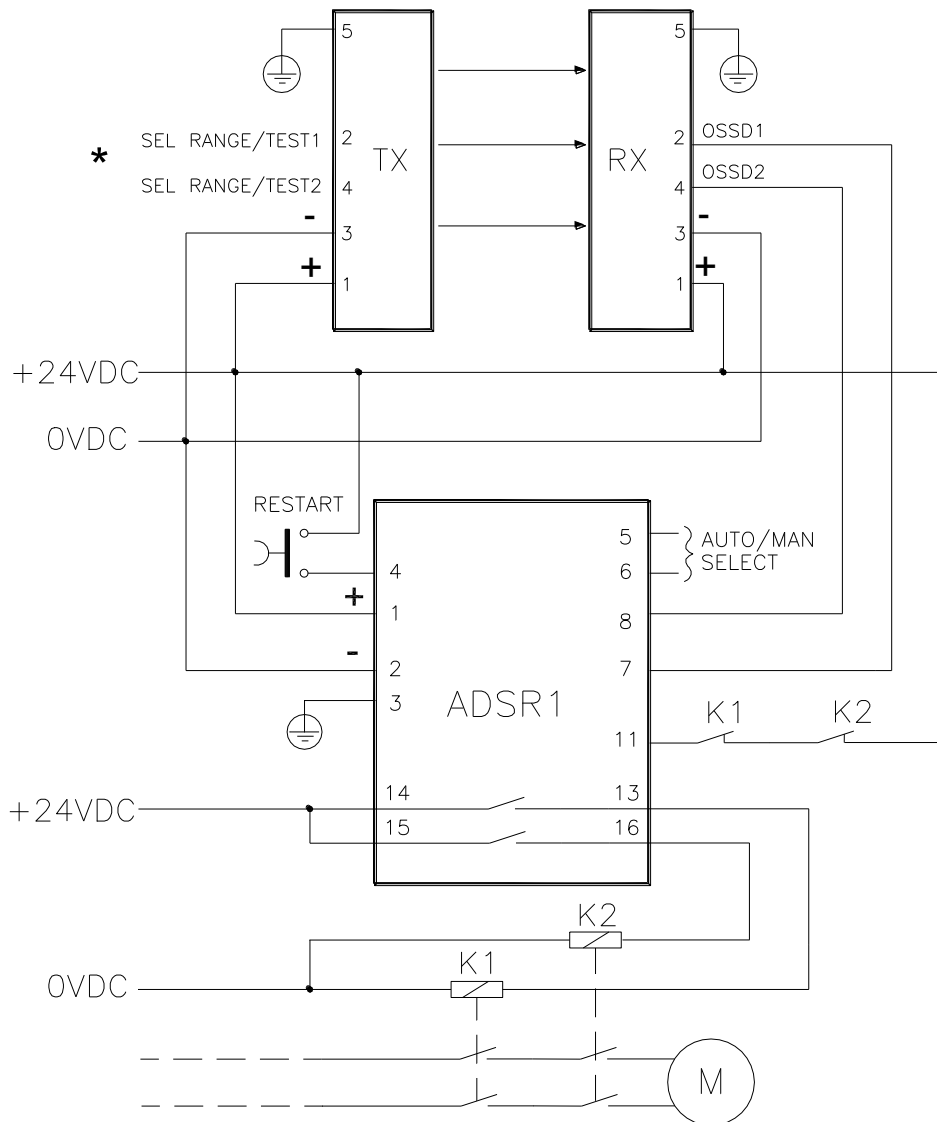 5
5
SEL RANGE/TEST1 2
TX
RX
2 OSSD1
*
SEL RANGE/TEST2 4
4 OSSD2
- 3
3 -
+ 1
1 +
+24VDC
0VDC
RESTART
5
AUTO/MAN
SELECT
4
6
+ 1
8
- 2
7
3
ADSR1
K1
K2
11
+24VDC
14
13
15
16
K2
K1
0VDC
M